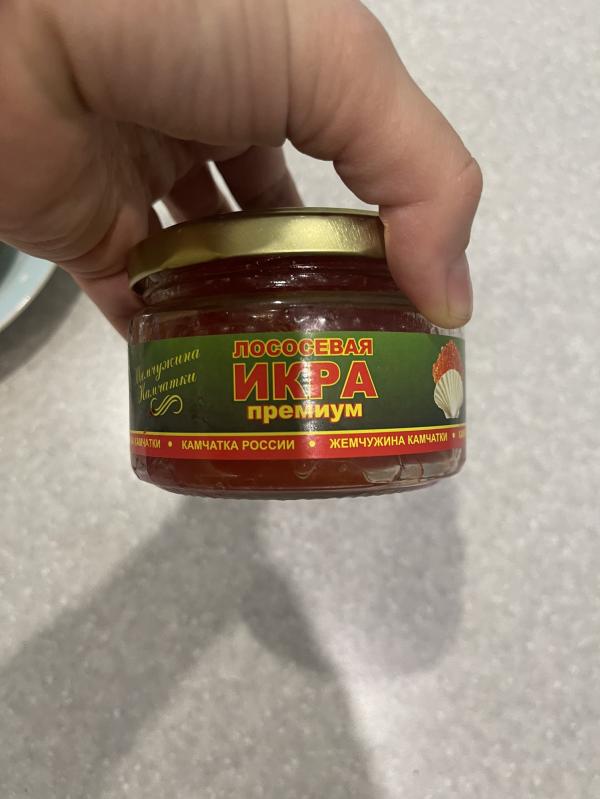 Жемчужина
Камчатки
ЛОСОСЕВАЯ
ИКРА
премиум
КАМЧАТКИ • КАМЧАТКА РОССИИ • ЖЕМЧУЖИНА КАМЧАТКИ •